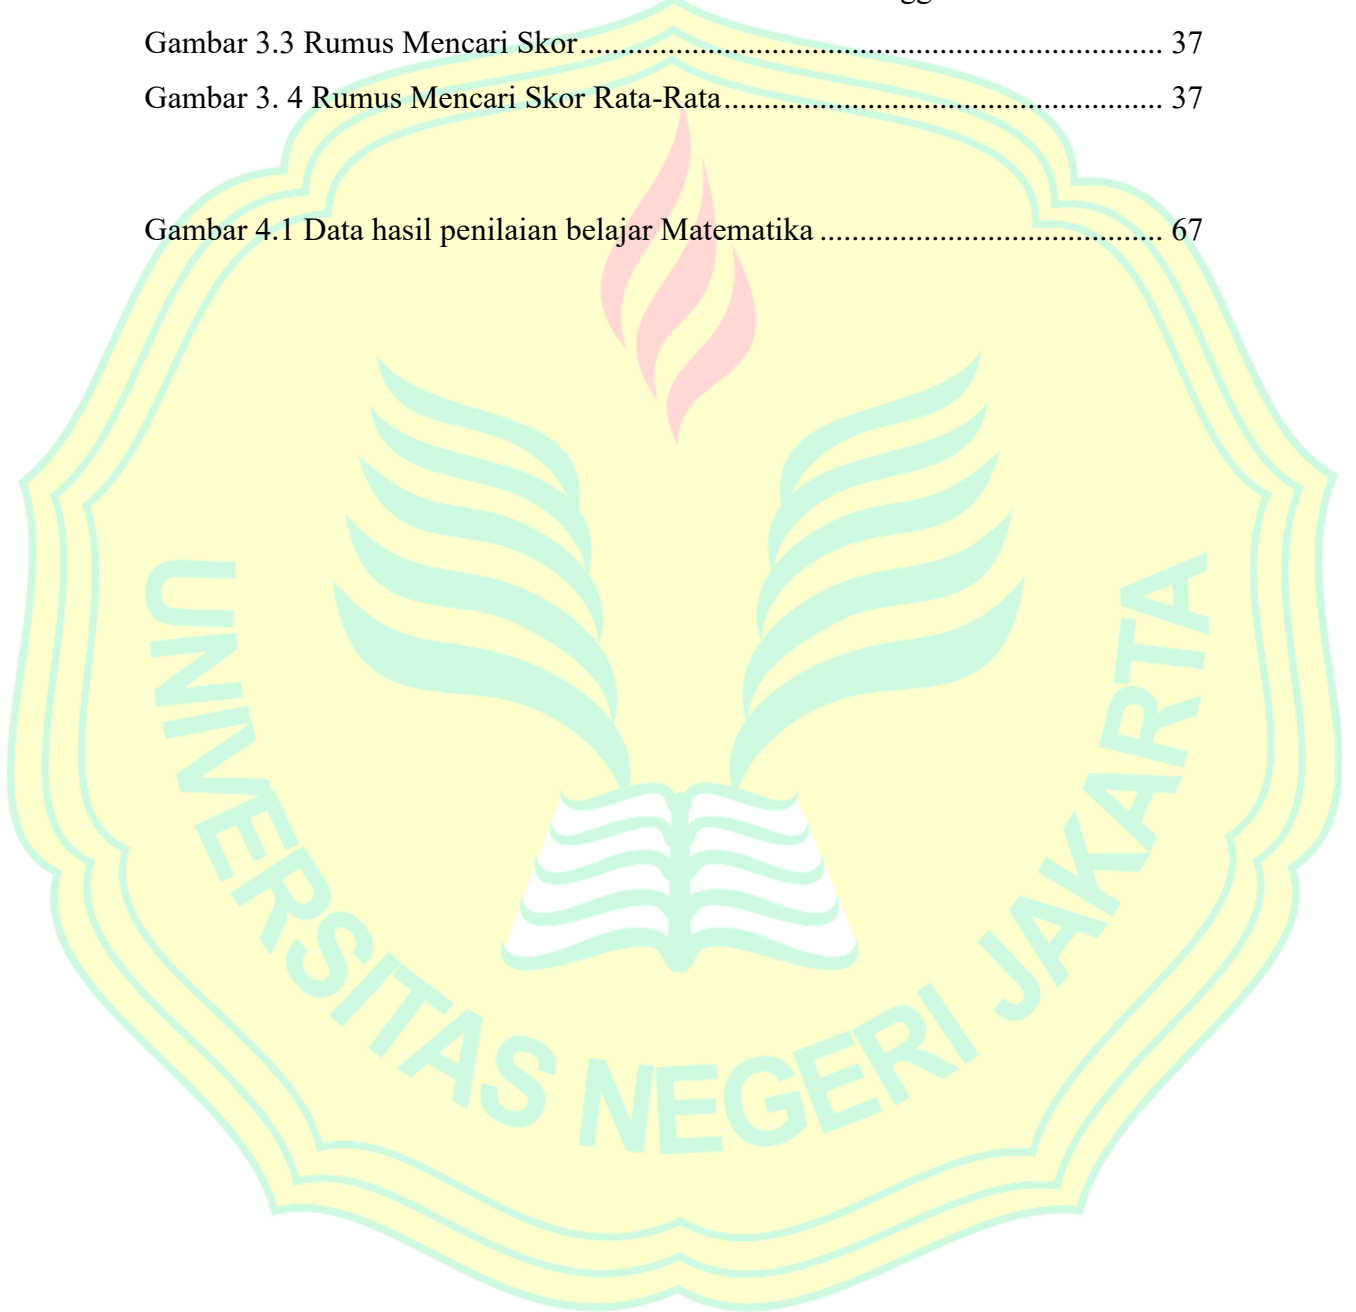 Gambar 3.3 Rumus Mencari Skor........................................................................ 37
Gambar 3. 4 Rumus Mencari Skor Rata-Rata...................................................... 37
Gambar 4.1 Data hasil penilaian belajar Matematika .......................................... 67
UNIVERSITAS NEGERI JAKARTA